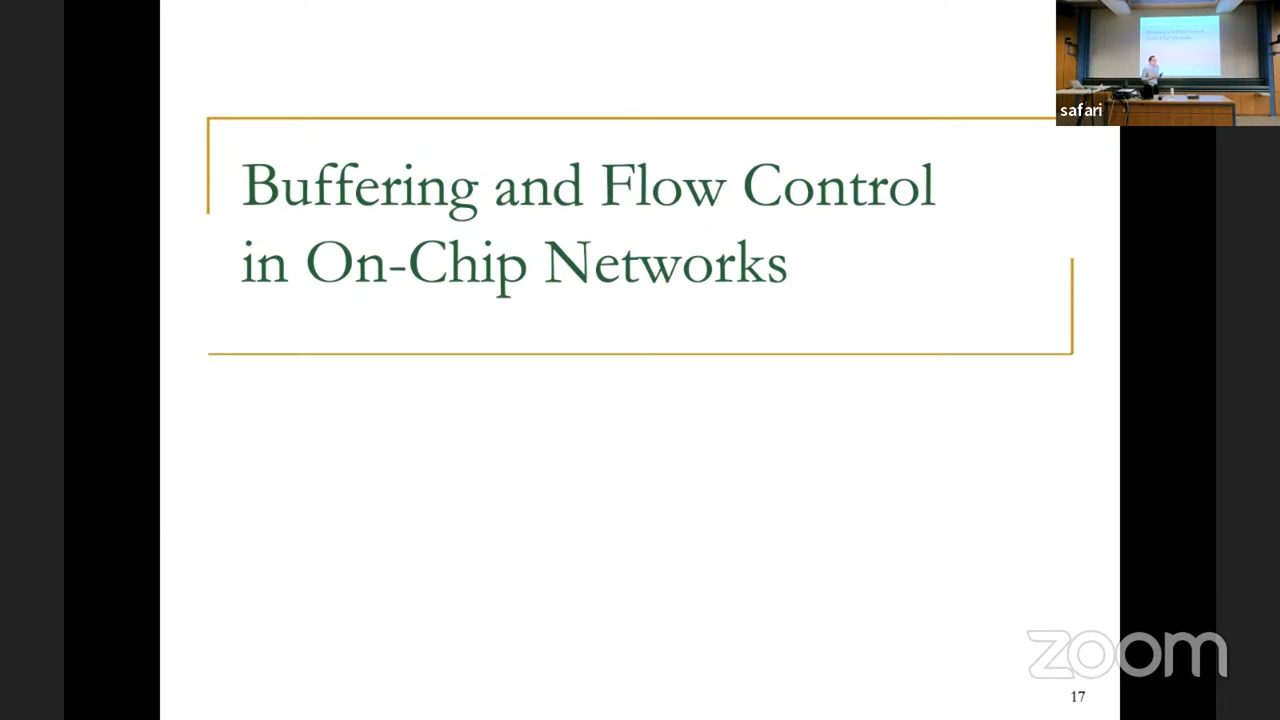 safari
Buffering and Flow Control
in On-Chip Networks
zoom
17